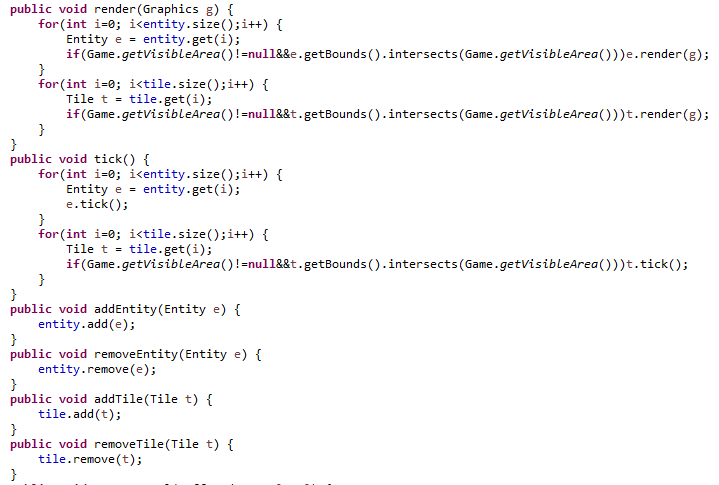 public void render(Graphics g) {
for(int i=0; i<entity.size();i++) {
Entity e = entity.get(i);
if(Game.getVisibleArea()!=null&&e.getBounds().intersects(Game.getVisibleArea()))e.render(g);
}
for(int i=0; i<tile.size();i++) {
Tile t = tile.get(i);
if(Game.getVisibleArea()!=null&&t.getBounds().intersects(Game.getVisibleArea()))t.render(g);
}
}
public void tick() {
for(int i=0; i<entity.size();i++) {
Entity e = entity.get(i);
e.tick();
}
for(int i=0; i<tile.size();i++) {
Tile t = tile.get(i);
if(Game.getVisibleArea()!=null&&t.getBounds().intersects(Game.getVisibleArea()))t.tick();
}
}
public void addEntity(Entity e) {
entity.add(e);
}
public void removeEntity(Entity e) {
entity.remove(e);
}
public void addTile(Tile t) {
tile.add(t);
}
public void removeTile(Tile t) {
tile.remove(t);
}